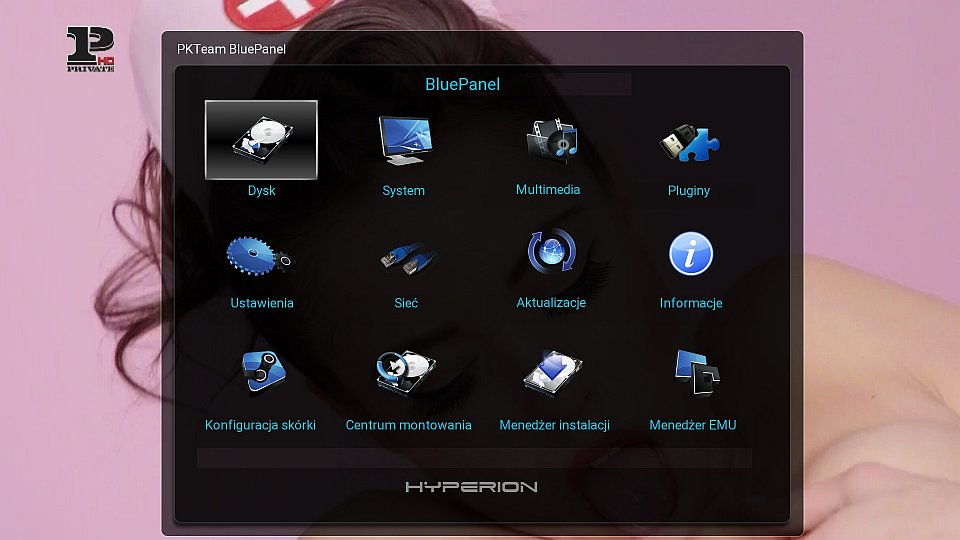 P
HD
PRIVATE
PKTeam BluePanel
BluePanel
Dysk
System
Multimedia
Pluginy
Ustawienia
Sieć
Aktualizacje
Informacje
Konfiguracja skórki
Centrum montowania
Menedżer instalacji
Menedżer EMU
HYPERION